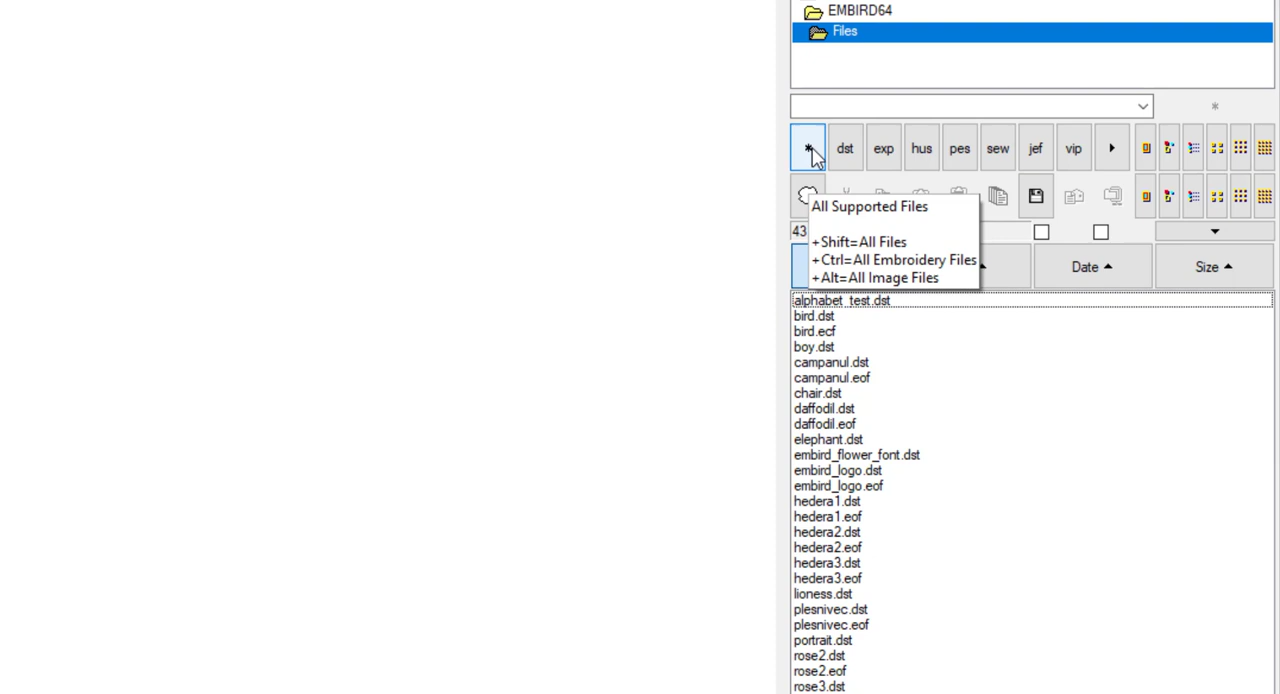 EMBIRD64
Files
*
* dst exp hus pes sew jef vip
All Supported Files
+Shift=All Files
+Ctrl=All Embroidery Files
+Alt=All Image Files
43
Date Size
alphabet_test.dst
bird.dst
bird.ecf
boy.dst
campanul.dst
campanul.eof
chair.dst
daffodil.dst
daffodil.eof
elephant.dst
embird_flower_font.dst
embird_logo.dst
embird_logo.eof
hedera1.dst
hedera1.eof
hedera2.dst
hedera2.eof
hedera3.dst
hedera3.eof
lioness.dst
plesnivec.dst
plesnivec.eof
portrait.dst
rose2.dst
rose2.eof
rose3.dst